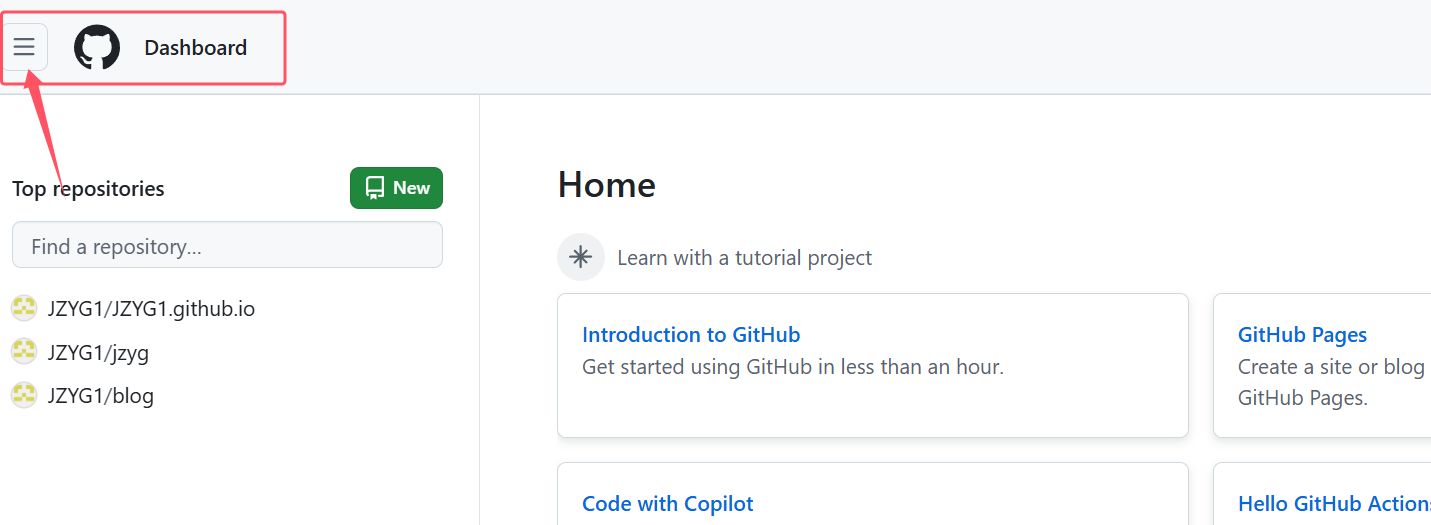 Dashboard
Top repositories
New
Find a repository...
JZYG1/JZYG1.github.io
JZYG1/jzyg
JZYG1/blog
Home
Learn with a tutorial project
Introduction to GitHub
Get started using GitHub in less than an hour.
GitHub Pages
Create a site or blog
GitHub Pages.
Code with Copilot
Hello GitHub Actions